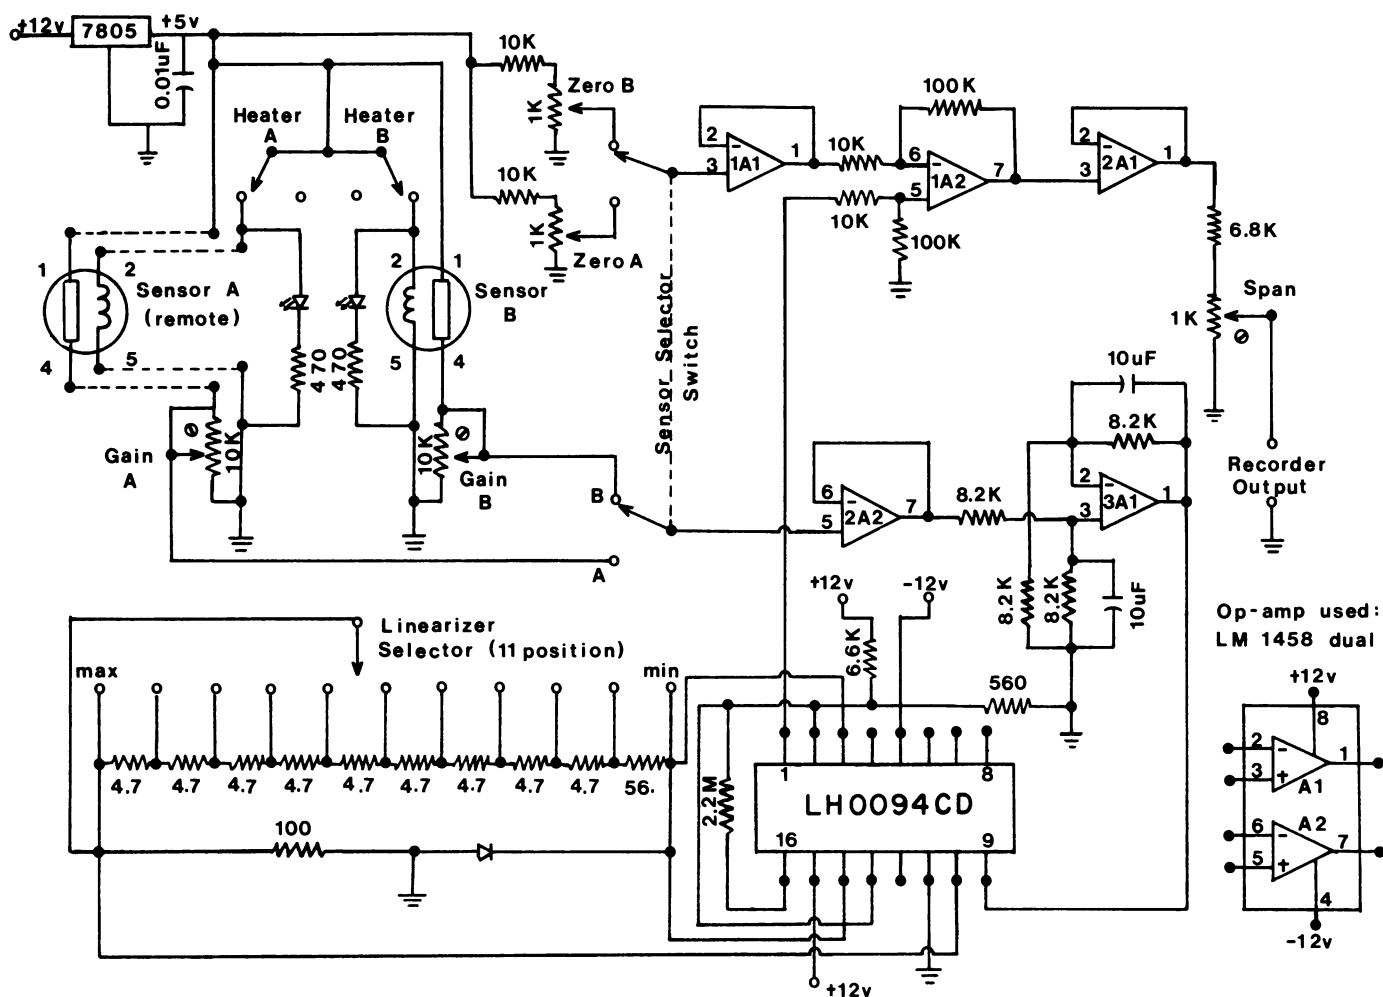 +12v
7805
+5v
0.01uF
Heater
A
Heater
B
10K
1K
Zero B
10K
1K
Zero A
Sensor Selector
Switch
2
3
−
1A1
1
10K
100K
6
5
−
1A2
7
10K
100K
2
3
−
2A1
1
6.8K
1K
Span
Recorder
Output
1
2
Sensor A
(remote)
4
5
470
470
2
1
Sensor
B
5
4
Gain
A
10K
10K
Gain
B
B
A
6
5
−
2A2
7
8.2K
10uF
8.2K
2
3
−
3A1
1
8.2K
8.2K
10uF
+12v
-12v
6.6K
560
Linearizer
Selector (11 position)
max
min
4.7
4.7
4.7
4.7
4.7
4.7
4.7
4.7
4.7
56.
100
2.2M
1
8
LH0094CD
16
9
+12v
Op-amp used:
LM 1458 dual
+12v
8
2
−
1
3
+
A1
6
−
A2
7
5
+
4
-12v